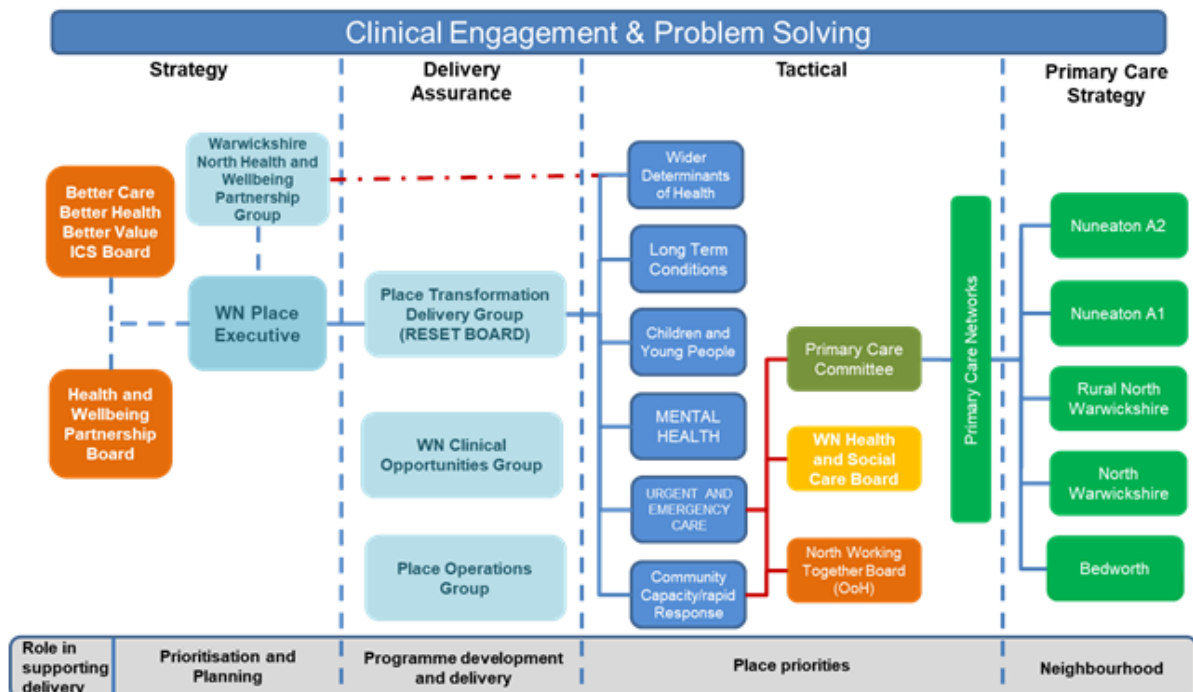 Clinical Engagement & Problem Solving
Strategy
Delivery
Assurance
Tactical
Primary Care
Strategy
Warwickshire
North Health and
Wellbeing
Partnership
Group
Better Care
Better Health
Better Value
ICS Board
WN Place
Executive
Health and
Wellbeing
Partnership
Board
Place Transformation
Delivery Group
(RESET BOARD)
WN Clinical
Opportunities Group
Place Operations
Group
Wider
Determinants
of Health
Long Term
Conditions
Children and
Young People
MENTAL
HEALTH
URGENT AND
EMERGENCY
CARE
Community
Capacity/rapid
Response
Primary Care
Committee
WN Health
and Social
Care Board
North Working
Together Board
(OoH)
Primary Care Networks
Nuneaton A2
Nuneaton A1
Rural North
Warwickshire
North
Warwickshire
Bedworth
Role in
supporting
delivery
Prioritisation and
Planning
Programme development
and delivery
Place priorities
Neighbourhood